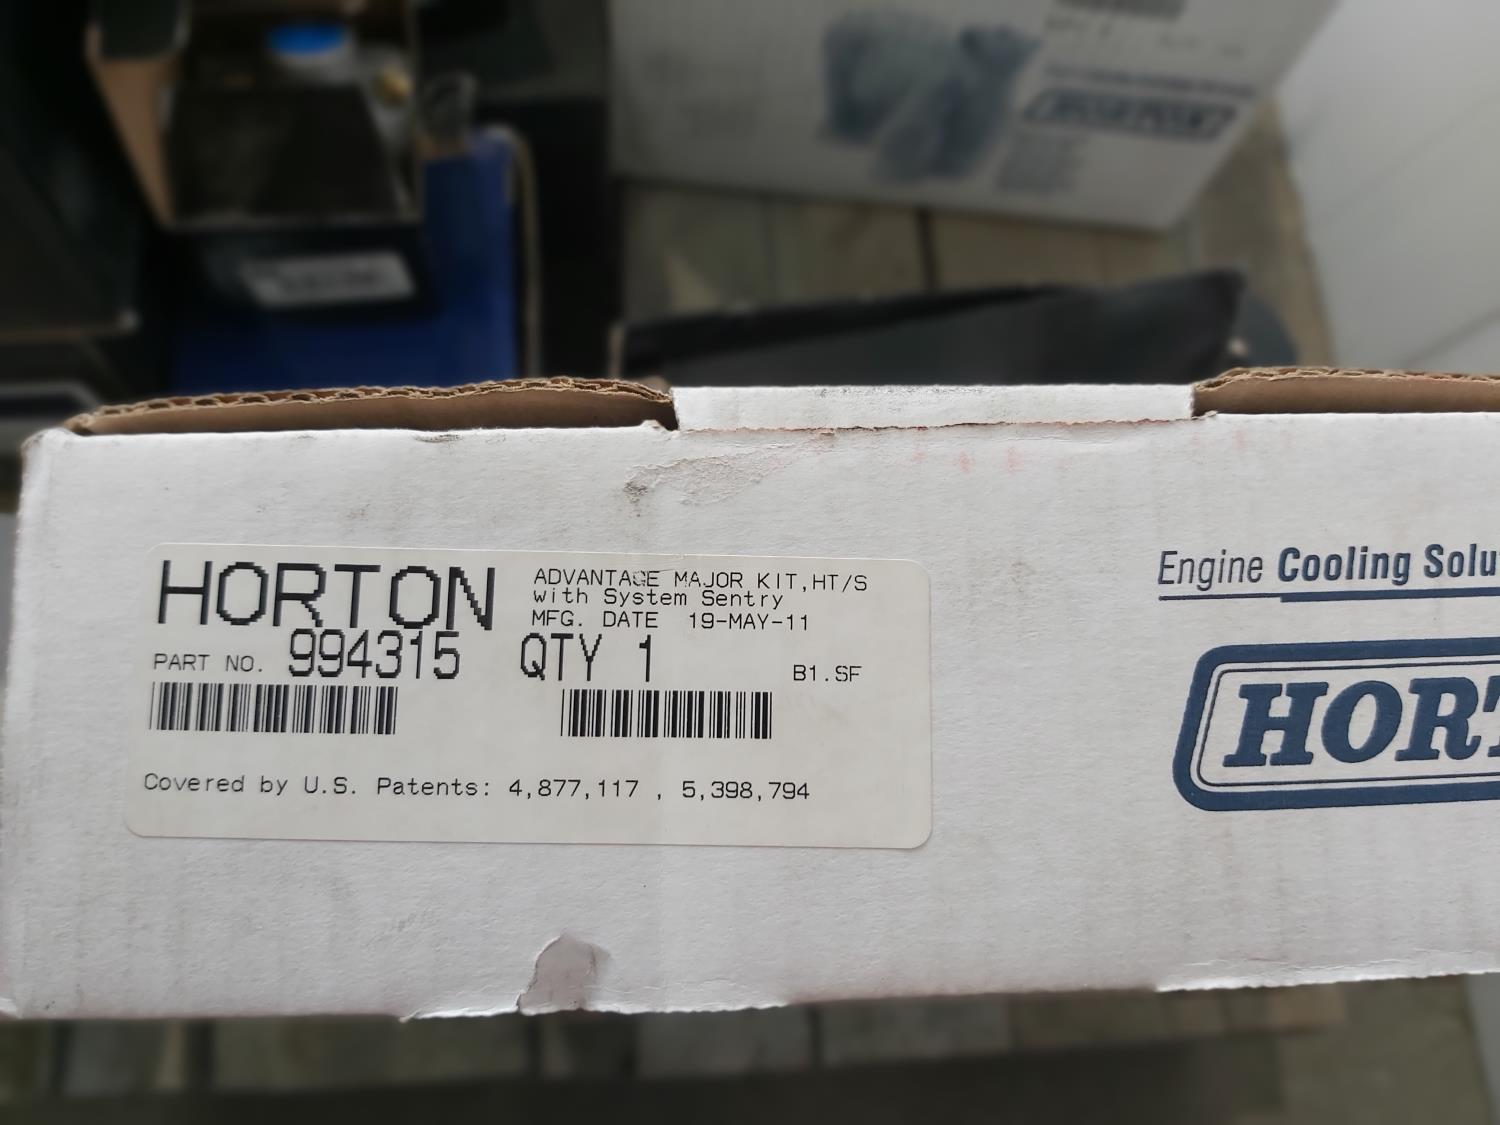 HORTON
HORTON
ADVANTAGE MAJOR KIT,HT/S
with System Sentry
MFG. DATE 19-MAY-11
PART NO. 994315 QTY 1 B1.SF
Covered by U.S. Patents: 4,877,117 , 5,398,794
Engine Cooling Solu
HORT